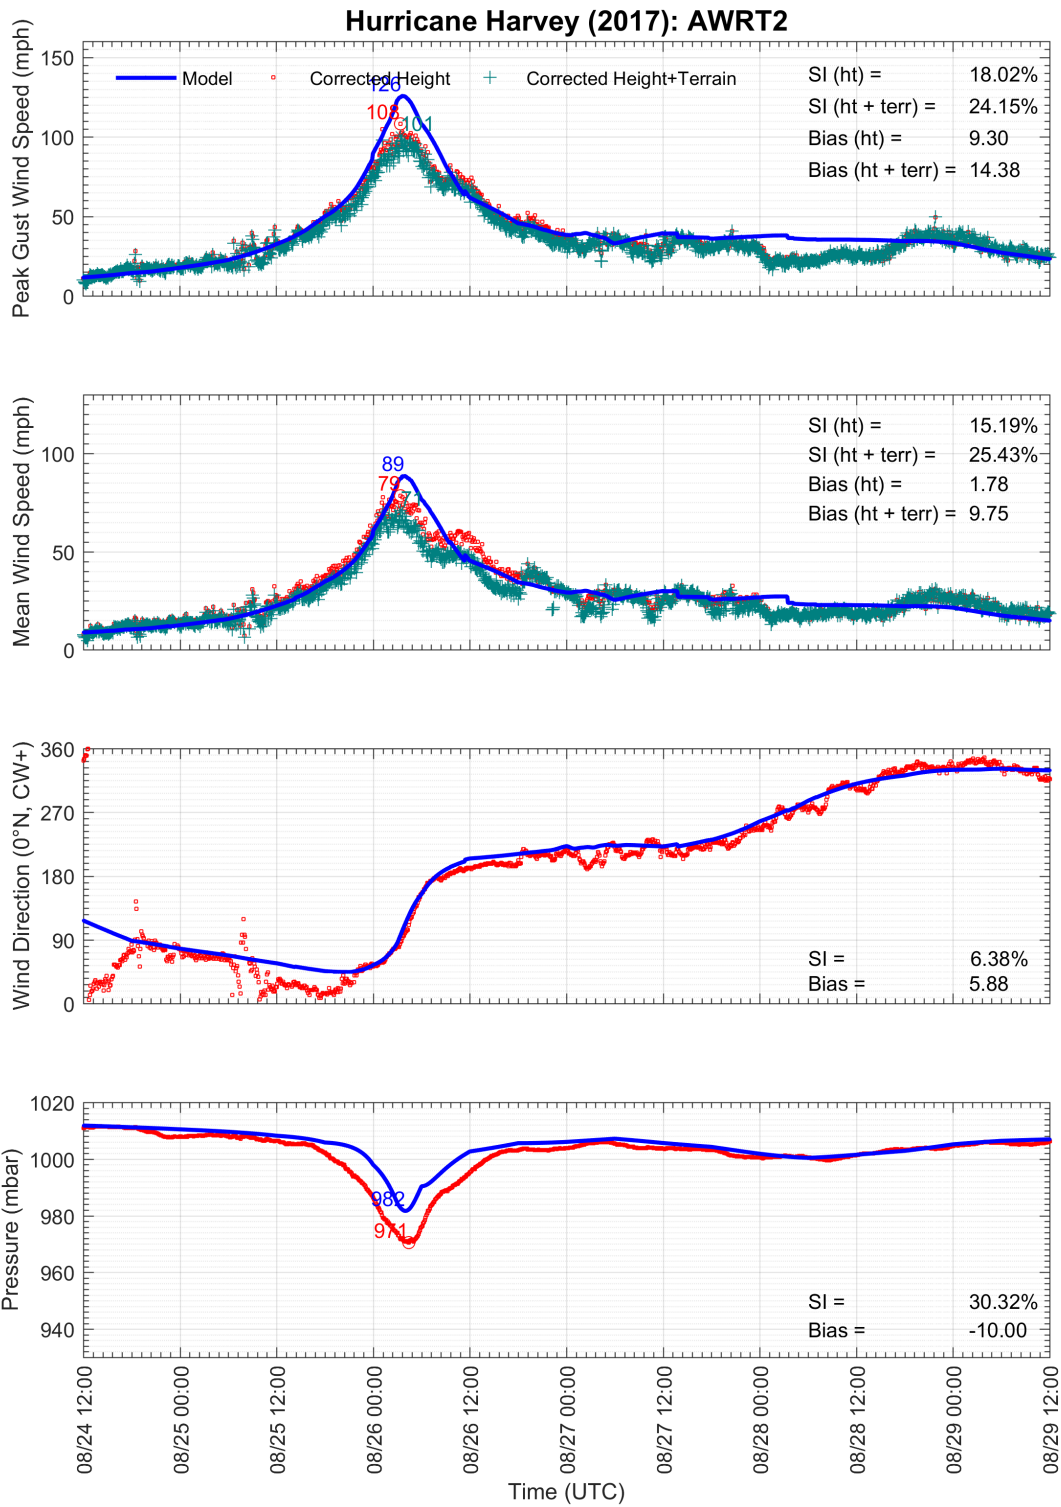 Hurricane Harvey (2017): AWRT2
Peak Gust Wind Speed (mph)
150
100
50
0
Model
Corrected Height
Corrected Height+Terrain
126
108
101
SI (ht) = 18.02%
SI (ht + terr) = 24.15%
Bias (ht) = 9.30
Bias (ht + terr) = 14.38
Mean Wind Speed (mph)
100
50
0
89
79
71
SI (ht) = 15.19%
SI (ht + terr) = 25.43%
Bias (ht) = 1.78
Bias (ht + terr) = 9.75
Wind Direction (0°N, CW+)
360
270
180
90
0
SI = 6.38%
Bias = 5.88
Pressure (mbar)
1020
1000
980
960
940
982
971
SI = 30.32%
Bias = -10.00
08/24 12:00
08/25 00:00
08/25 12:00
08/26 00:00
08/26 12:00
08/27 00:00
08/27 12:00
08/28 00:00
08/28 12:00
08/29 00:00
08/29 12:00
Time (UTC)